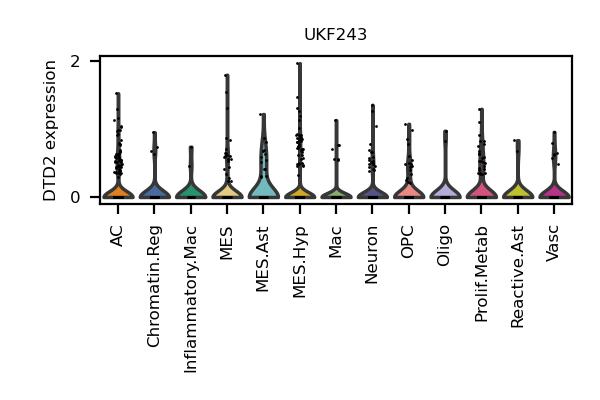 UKF243
DTD2 expression
2
0
AC
Chromatin.Reg
Inflammatory.Mac
MES
MES.Ast
MES.Hyp
Mac
Neuron
OPC
Oligo
Prolif.Metab
Reactive.Ast
Vasc